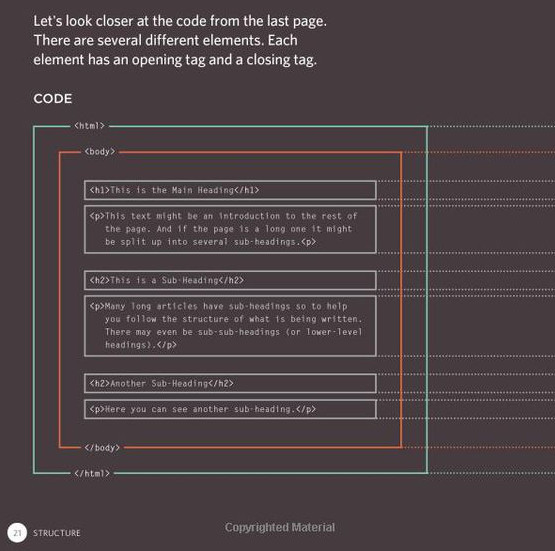 Let's look closer at the code from the last page.
There are several different elements. Each
element has an opening tag and a closing tag.
CODE
<html>
<body>
<h1>This is the Main Heading</h1>
<p>This text might be an introduction to the rest of
the page. And if the page is a long one it might
be split up into several sub-headings.<p>
<h2>This is a Sub-Heading</h2>
<p>Many long articles have sub-headings so to help
you follow the structure of what is being written.
There may even be sub-sub-headings (or lower-level
headings).</p>
<h2>Another Sub-Heading</h2>
<p>Here you can see another sub-heading.</p>
</body>
</html>
21 STRUCTURE
Copyrighted Material